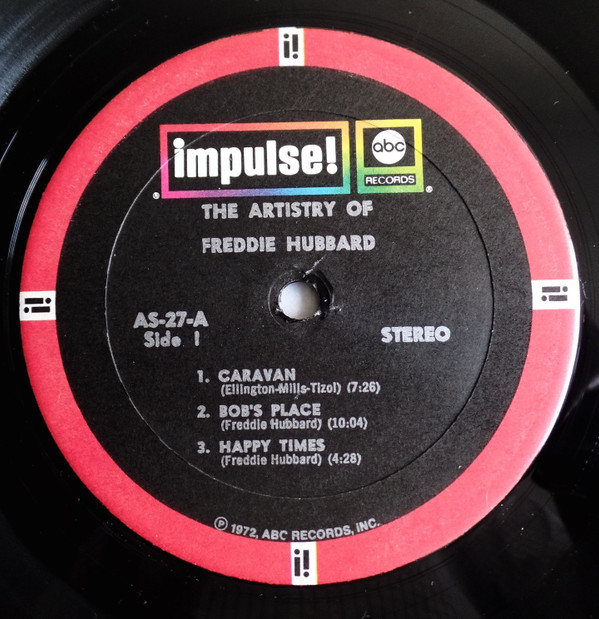 i!
impulse!
abc
RECORDS
®
®
THE ARTISTRY OF
FREDDIE HUBBARD
i!
i!
AS-27-A
Side 1
STEREO
1. CARAVAN
(Ellington-Mills-Tizol) (7:26)
2. BOB'S PLACE
(Freddie Hubbard) (10:04)
3. HAPPY TIMES
(Freddie Hubbard) (4:28)
℗ 1972, ABC RECORDS, INC.
i!